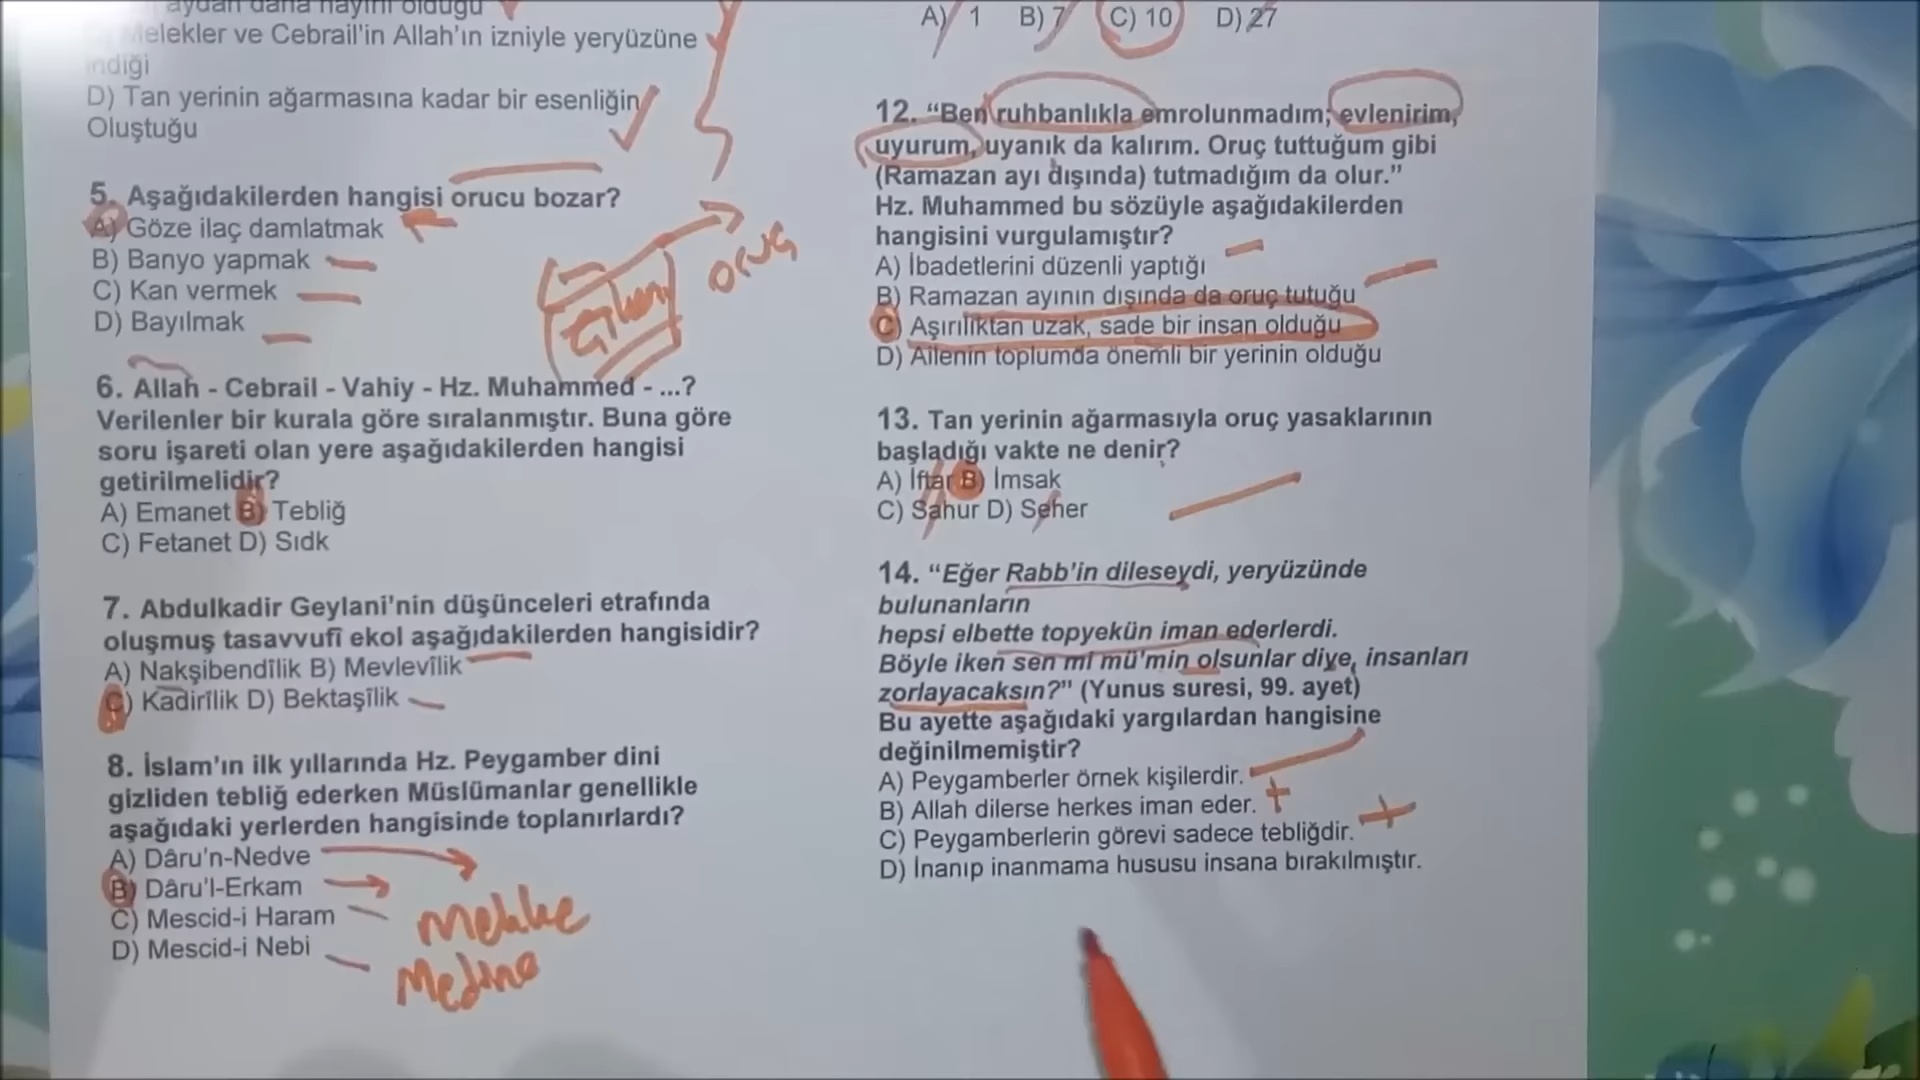 aydan daha hayırlı olduğu
Melekler ve Cebrail'in Allah'ın izniyle yeryüzüne
indiği
D) Tan yerinin ağarmasına kadar bir esenliğin
Oluştuğu
5. Aşağıdakilerden hangisi orucu bozar?
A) Göze ilaç damlatmak
B) Banyo yapmak
C) Kan vermek
D) Bayılmak
oruç
6. Allah - Cebrail - Vahiy - Hz. Muhammed - ...?
Verilenler bir kurala göre sıralanmıştır. Buna göre
soru işareti olan yere aşağıdakilerden hangisi
getirilmelidir?
A) Emanet B) Tebliğ
C) Fetanet D) Sıdk
7. Abdulkadir Geylani'nin düşünceleri etrafında
oluşmuş tasavvufî ekol aşağıdakilerden hangisidir?
A) Nakşibendîlik B) Mevlevîlik
C) Kadirîlik D) Bektaşîlik
8. İslam'ın ilk yıllarında Hz. Peygamber dini
gizliden tebliğ ederken Müslümanlar genellikle
aşağıdaki yerlerden hangisinde toplanırlardı?
A) Dâru'n-Nedve
B) Dâru'l-Erkam
C) Mescid-i Haram
D) Mescid-i Nebi
Mekke
Medine
A) 1 B) 7 C) 10 D) 27
12. "Ben ruhbanlıkla emrolunmadım; evlenirim,
uyurum, uyanık da kalırım. Oruç tuttuğum gibi
(Ramazan ayı dışında) tutmadığım da olur."
Hz. Muhammed bu sözüyle aşağıdakilerden
hangisini vurgulamıştır?
A) İbadetlerini düzenli yaptığı
B) Ramazan ayının dışında da oruç tutuğu
C) Aşırılıktan uzak, sade bir insan olduğu
D) Ailenin toplumda önemli bir yerinin olduğu
13. Tan yerinin ağarmasıyla oruç yasaklarının
başladığı vakte ne denir?
A) İftar B) İmsak
C) Sahur D) Seher
14. "Eğer Rabb'in dileseydi, yeryüzünde
bulunanların
hepsi elbette topyekün iman ederlerdi.
Böyle iken sen mi mü'min olsunlar diye, insanları
zorlayacaksın?" (Yunus suresi, 99. ayet)
Bu ayette aşağıdaki yargılardan hangisine
değinilmemiştir?
A) Peygamberler örnek kişilerdir.
B) Allah dilerse herkes iman eder.
C) Peygamberlerin görevi sadece tebliğdir.
D) İnanıp inanmama hususu insana bırakılmıştır.